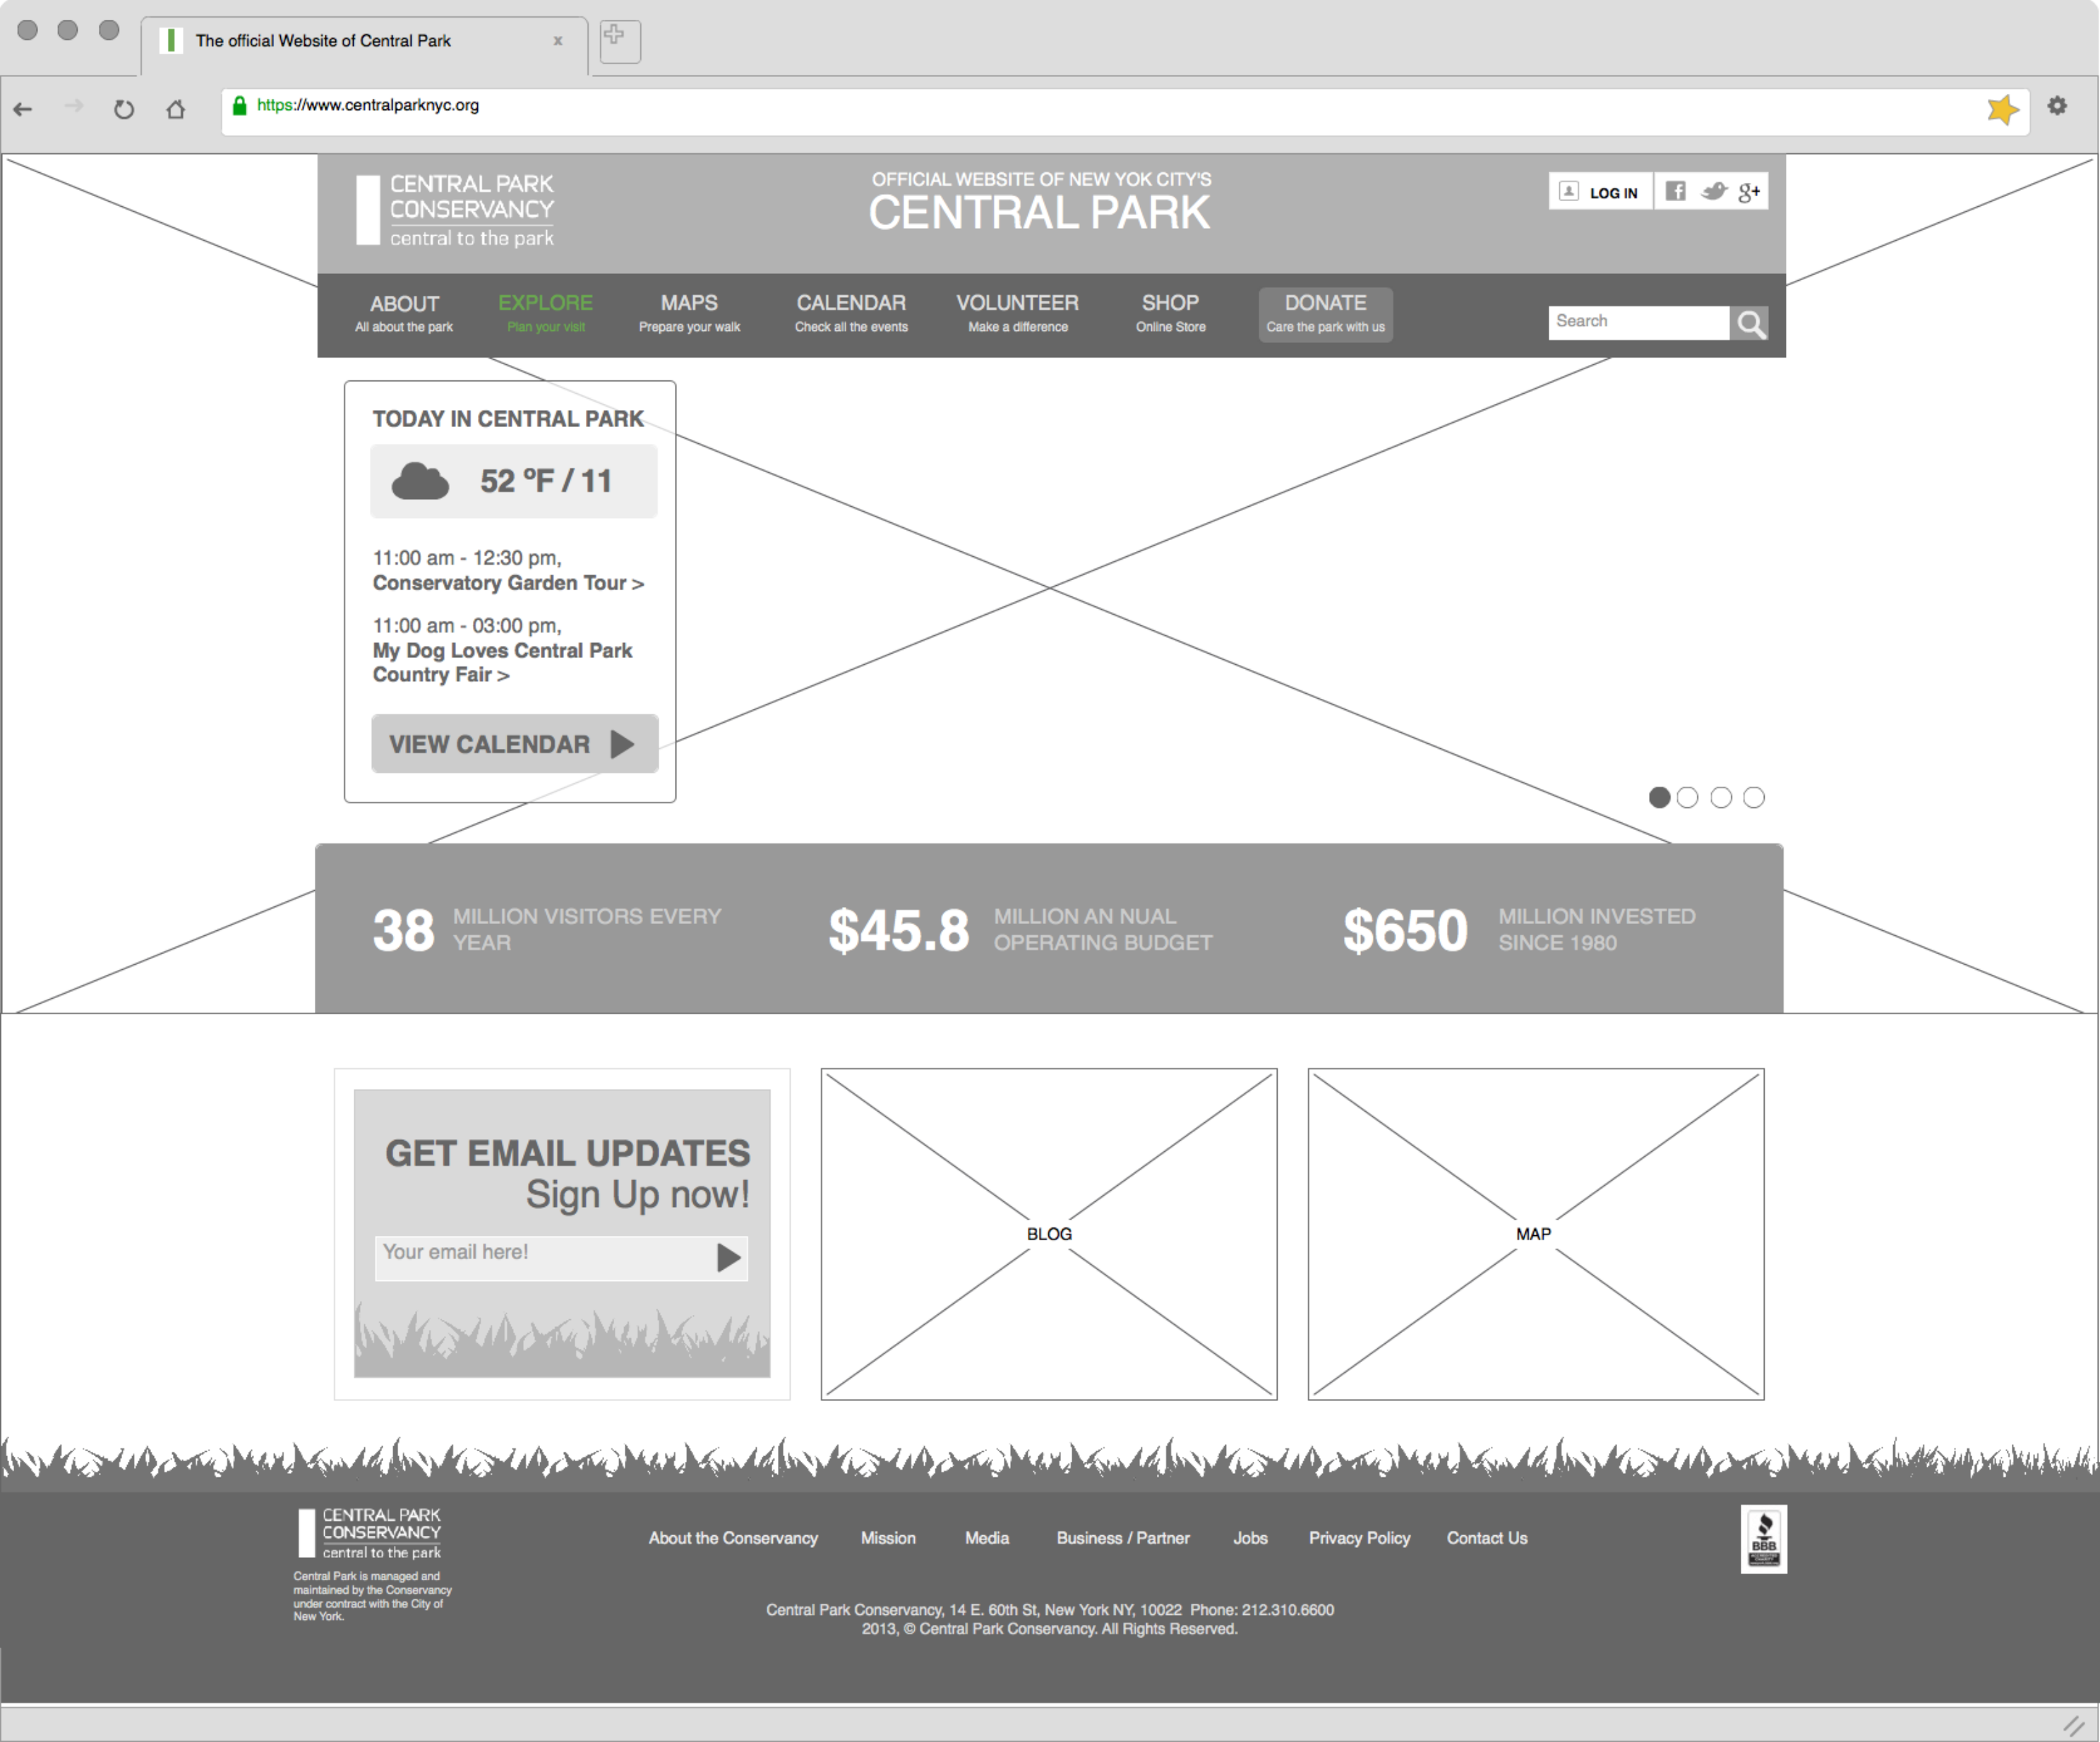 The official Website of Central Park
x
https://www.centralparknyc.org
CENTRAL PARK
CONSERVANCY
central to the park
OFFICIAL WEBSITE OF NEW YOK CITY'S
CENTRAL PARK
LOG IN
f
g+
ABOUT
All about the park
EXPLORE
Plan your visit
MAPS
Prepare your walk
CALENDAR
Check all the events
VOLUNTEER
Make a difference
SHOP
Online Store
DONATE
Care the park with us
Search
TODAY IN CENTRAL PARK
52 ºF / 11
11:00 am - 12:30 pm,
Conservatory Garden Tour >
11:00 am - 03:00 pm,
My Dog Loves Central Park
Country Fair >
VIEW CALENDAR
38
MILLION VISITORS EVERY
YEAR
$45.8
MILLION AN NUAL
OPERATING BUDGET
$650
MILLION INVESTED
SINCE 1980
GET EMAIL UPDATES
Sign Up now!
Your email here!
BLOG
MAP
CENTRAL PARK
CONSERVANCY
central to the park
Central Park is managed and
maintained by the Conservancy
under contract with the City of
New York.
About the Conservancy
Mission
Media
Business / Partner
Jobs
Privacy Policy
Contact Us
Central Park Conservancy, 14 E. 60th St, New York NY, 10022 Phone: 212.310.6600
2013, © Central Park Conservancy. All Rights Reserved.
BBB